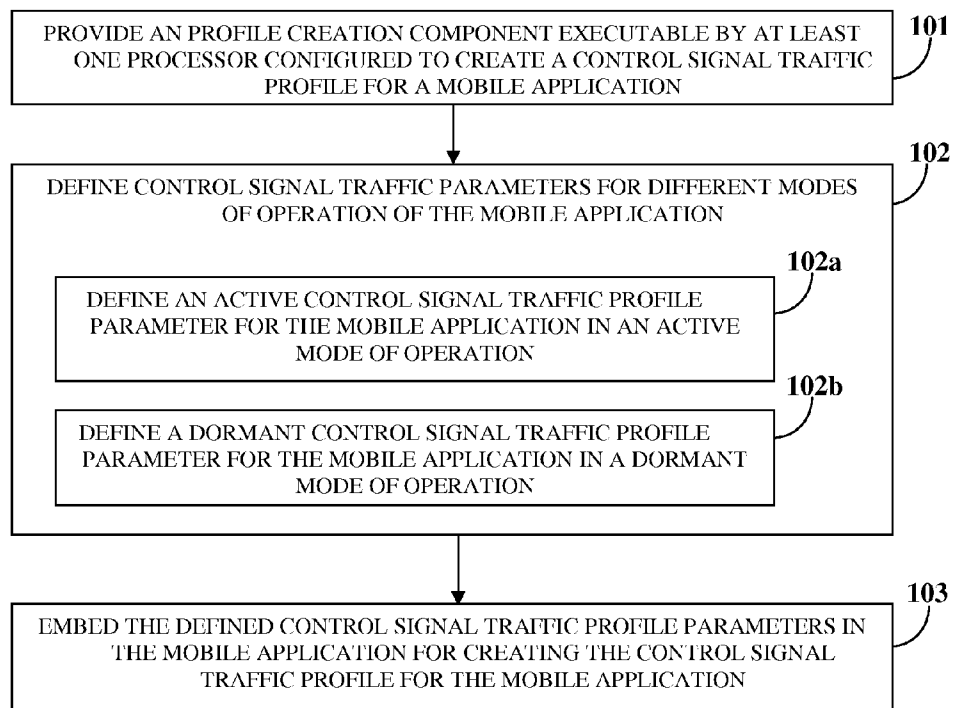 PROVIDE AN PROFILE CREATION COMPONENT EXECUTABLE BY AT LEAST
ONE PROCESSOR CONFIGURED TO CREATE A CONTROL SIGNAL TRAFFIC
PROFILE FOR A MOBILE APPLICATION
101
102
DEFINE CONTROL SIGNAL TRAFFIC PARAMETERS FOR DIFFERENT MODES
OF OPERATION OF THE MOBILE APPLICATION
102a
DEFINE AN ACTIVE CONTROL SIGNAL TRAFFIC PROFILE
PARAMETER FOR THE MOBILE APPLICATION IN AN ACTIVE
MODE OF OPERATION
102b
DEFINE A DORMANT CONTROL SIGNAL TRAFFIC PROFILE
PARAMETER FOR THE MOBILE APPLICATION IN A DORMANT
MODE OF OPERATION
103
EMBED THE DEFINED CONTROL SIGNAL TRAFFIC PROFILE PARAMETERS IN
THE MOBILE APPLICATION FOR CREATING THE CONTROL SIGNAL
TRAFFIC PROFILE FOR THE MOBILE APPLICATION